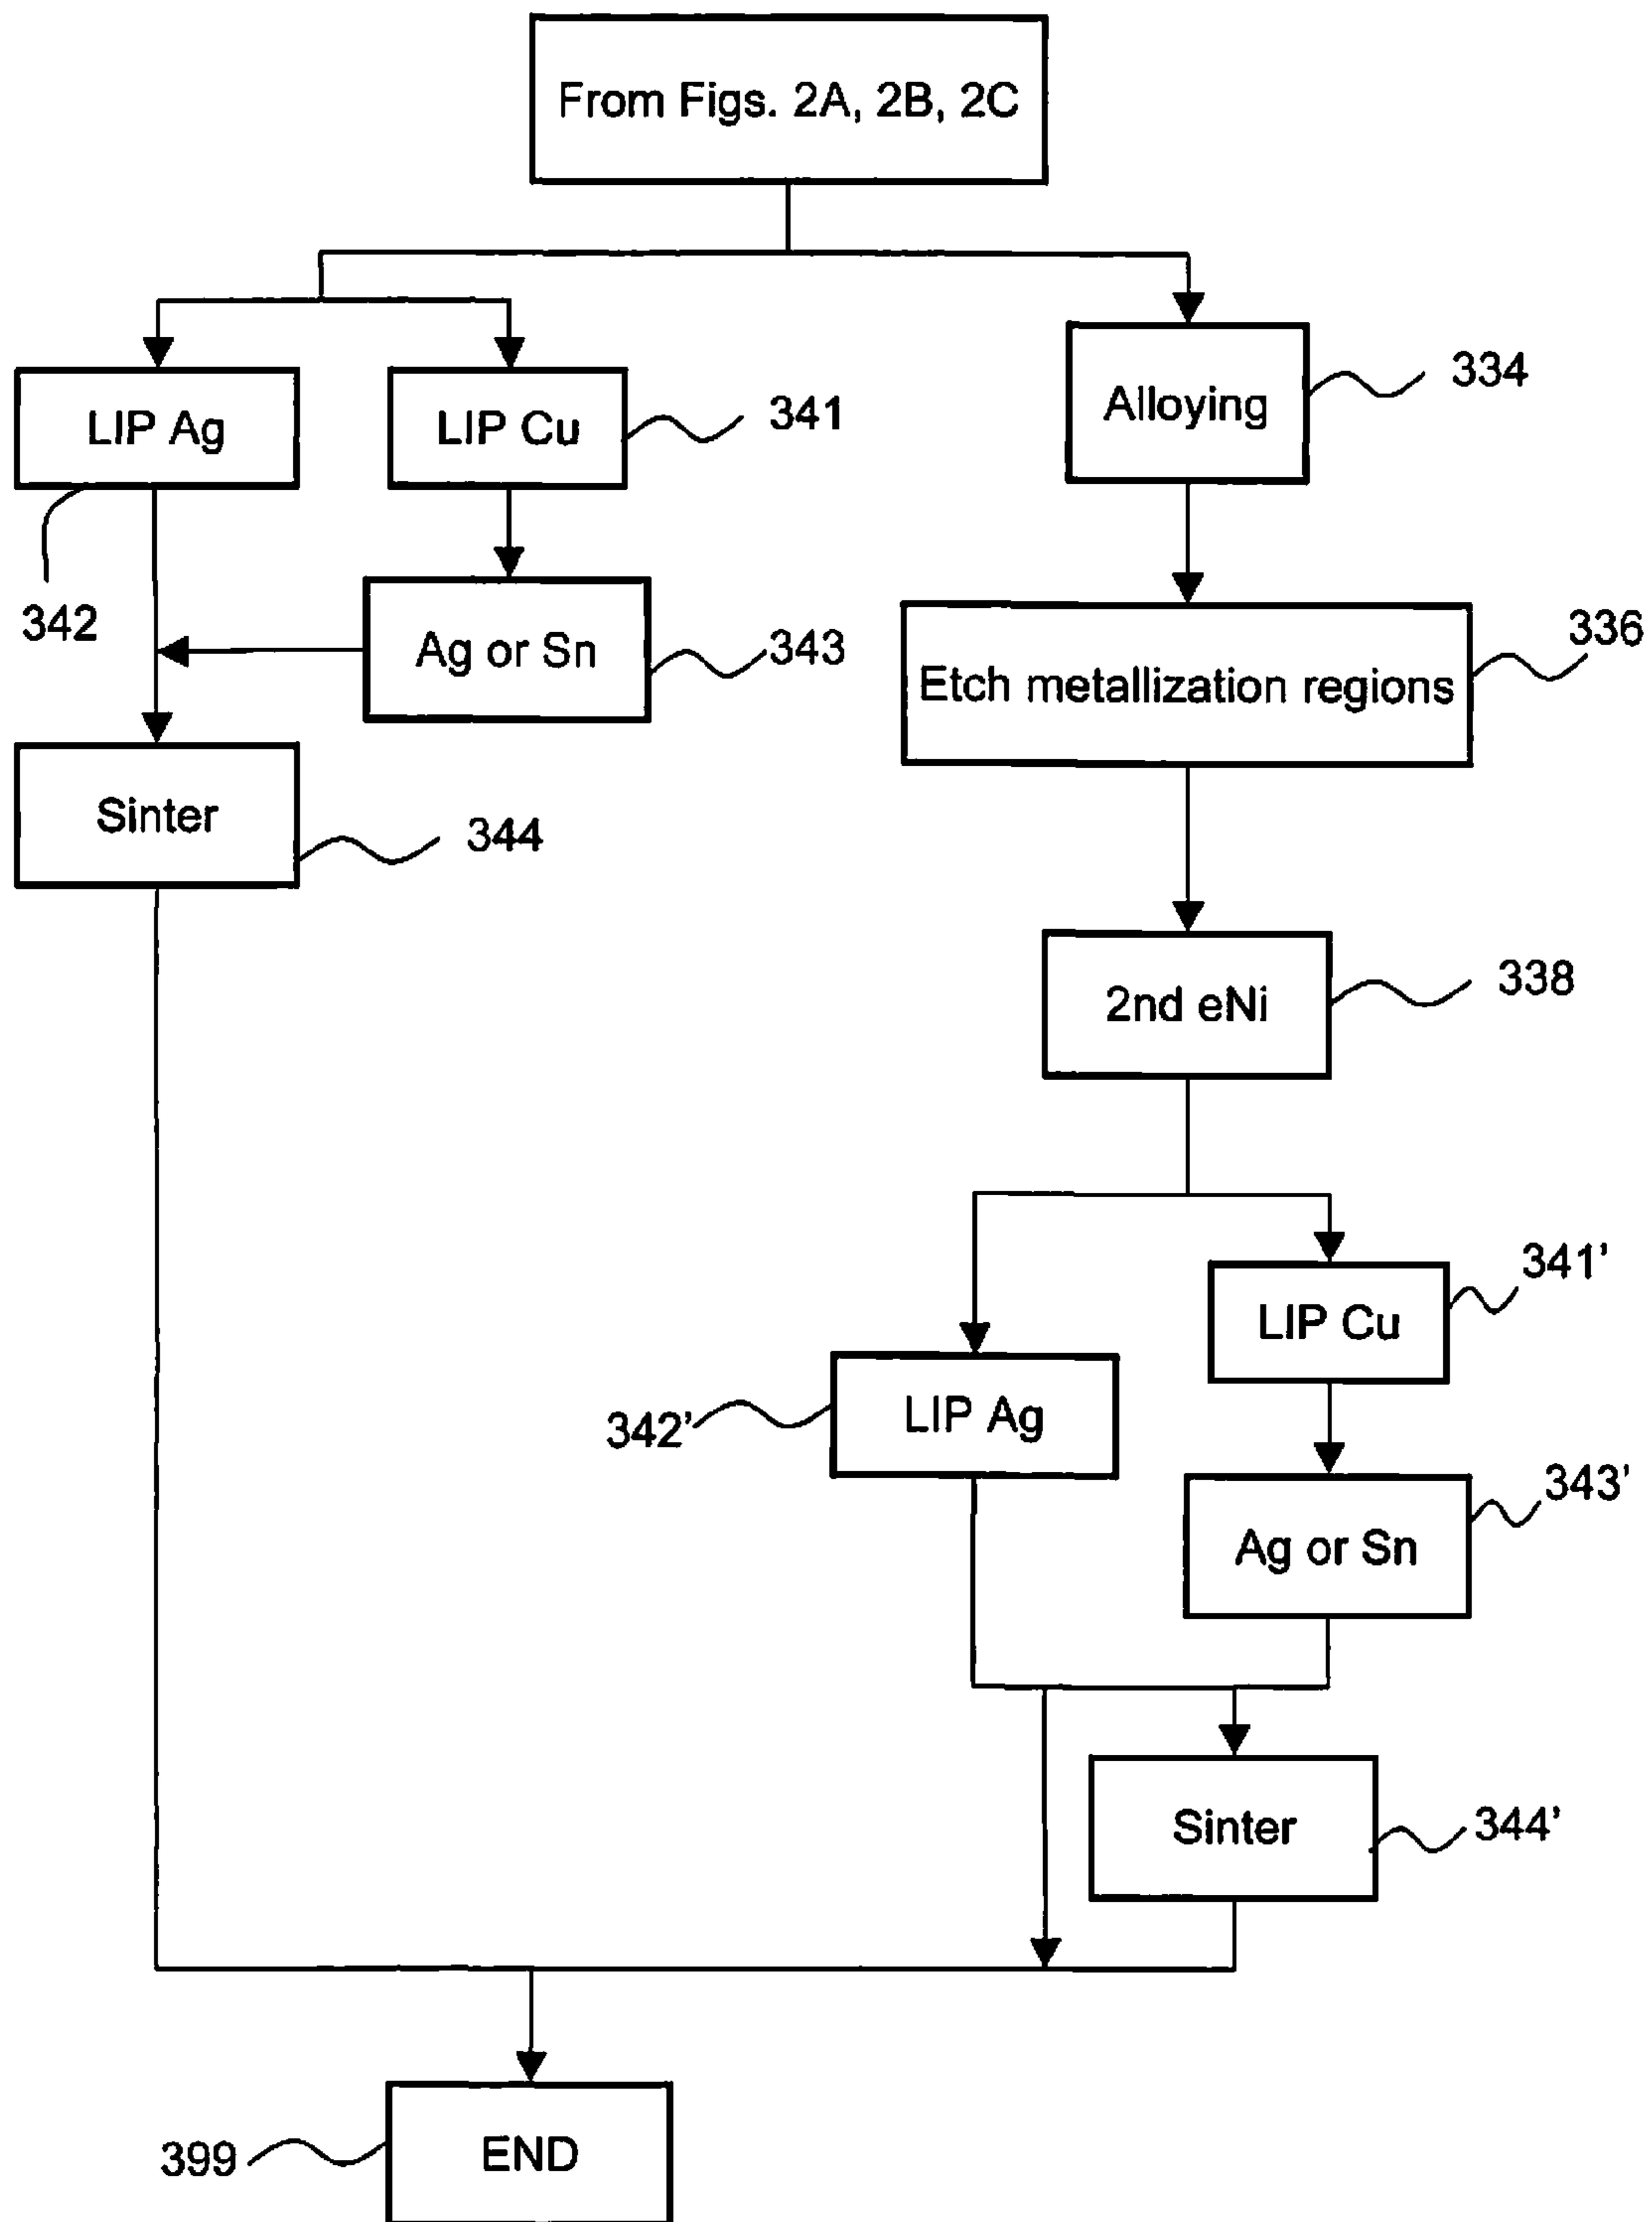 From Figs. 2A, 2B, 2C
LIP Ag
342
LIP Cu
341
Alloying
334
Ag or Sn
343
Etch metallization regions
336
Sinter
344
2nd eNi
338
LIP Cu
341'
LIP Ag
342'
Ag or Sn
343'
Sinter
344'
END
399